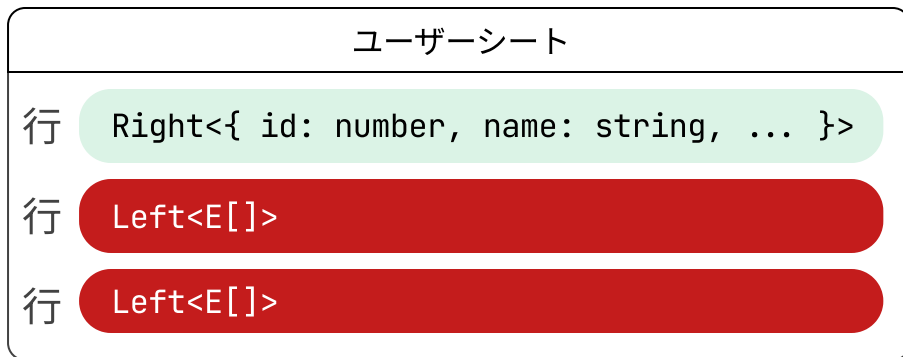 ユーザーシート
行 Right<{ id: number, name: string, ... }>
行 Left<E[]>
行 Left<E[]>